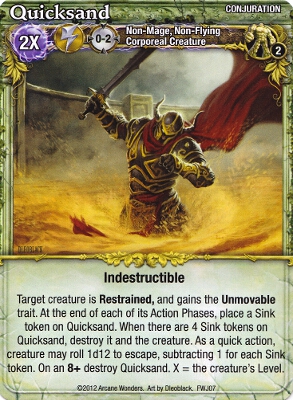 Quicksand
CONJURATION
2X
0-2
Non-Mage, Non-Flying
Corporeal Creature
2
DLEOBLACK
Indestructible
Target creature is Restrained, and gains the Unmovable
trait. At the end of each of its Action Phases, place a Sink
token on Quicksand. When there are 4 Sink tokens on
Quicksand, destroy it and the creature. As a quick action,
creature may roll 1d12 to escape, subtracting 1 for each Sink
token. On an 8+ destroy Quicksand. X = the creature's Level.
©2012 Arcane Wonders. Art by Dleoblack. FWJ07